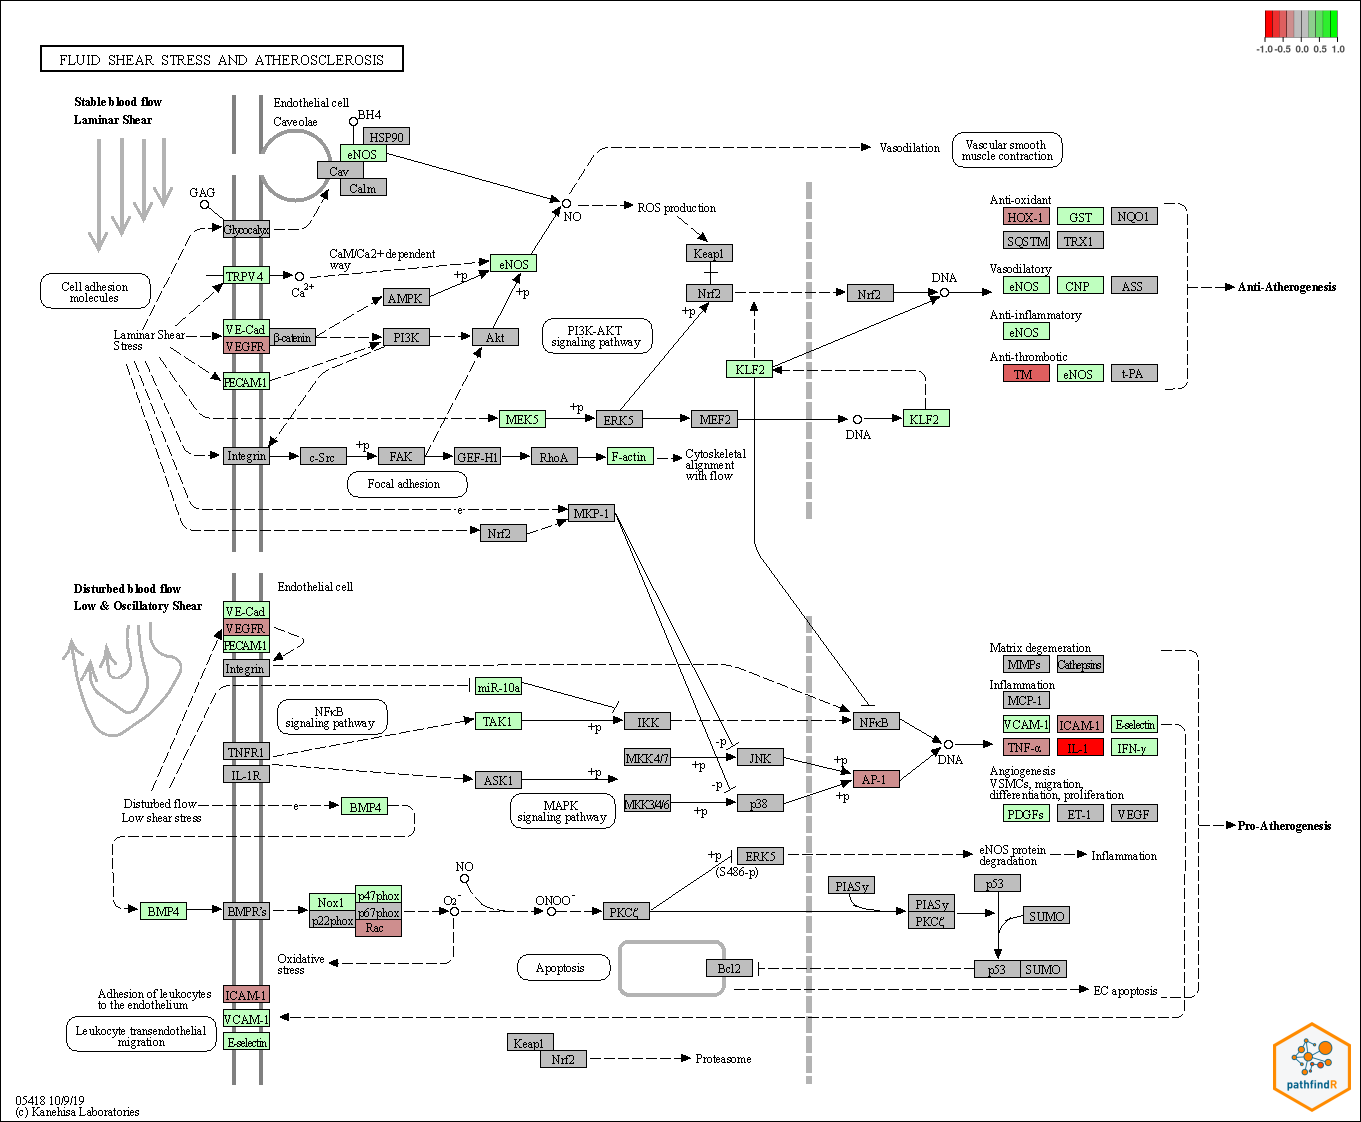 -1.0 -0.5 0.0 0.5 1.0
FLUID SHEAR STRESS AND ATHEROSCLEROSIS
Stable blood flow
Laminar Shear
Endothelial cell
Caveolae
BH4
HSP90
eNOS
Cav
Calm
GAG
Glycocalyx
NO
Vasodilation
Vascular smooth
muscle contraction
ROS production
Keap1
Nrf2
+p
Nrf2
DNA
Cell adhesion
molecules
TRPV4
Ca2+
CaM/Ca2+ dependent
way
eNOS
+p
+p
AMPK
Laminar Shear
Stress
VE-Cad
VEGFR
β-catenin
PI3K
Akt
PI3K-AKT
signaling pathway
PECAM-1
KLF2
MEK5
+p
ERK5
MEF2
DNA
KLF2
Integrin
c-Src
+p
FAK
GEF-H1
RhoA
F-actin
Cytoskeletal
alignment
with flow
Focal adhesion
e
MKP-1
Nrf2
Anti-oxidant
HOX-1
GST
NQO1
SQSTM
TRX1
Vasodilatory
eNOS
CNP
ASS
Anti-inflammatory
eNOS
Anti-thrombotic
TM
eNOS
t-PA
Anti-Atherogenesis
Disturbed blood flow
Low & Oscillatory Shear
Endothelial cell
VE-Cad
VEGFR
PECAM-1
Integrin
miR-10a
NFκB
signaling pathway
TAK1
+p
IKK
NFκB
TNFR1
IL-1R
ASK1
+p
MKK4/7
+p
-p
JNK
+p
MAPK
signaling pathway
MKK3/4/6
+p
-p
p38
+p
AP-1
DNA
Disturbed flow
Low shear stress
e
BMP4
Matrix degeneration
MMPs
Cathepsins
Inflammation
MCP-1
VCAM-1
ICAM-1
E-selectin
TNF-α
IL-1
IFN-γ
Angiogenesis
VSMCs, migration,
differentiation, proliferation
PDGFs
ET-1
VEGF
Pro-Atherogenesis
+p
(S486-p)
ERK5
eNOS protein
degradation
Inflammation
BMP4
BMPR's
Nox1
p22phox
p47phox
p67phox
Rac
NO
O2-
ONOO-
PKCζ
PIASy
PIASy
PKCζ
p53
SUMO
p53
SUMO
Oxidative
stress
Apoptosis
Bcl2
EC apoptosis
Adhesion of leukocytes
to the endothelium
ICAM-1
VCAM-1
E-selectin
Leukocyte transendothelial
migration
Keap1
Nrf2
Proteasome
pathfindR
05418 10/9/19
(c) Kanehisa Laboratories